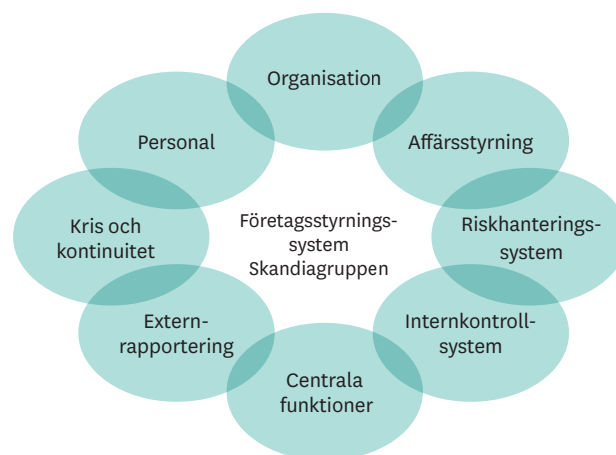 Organisation
Personal
Affärsstyrning
Kris och
kontinuitet
Företagsstyrnings-
system
Skandiagruppen
Riskhanterings-
system
Extern-
rapportering
Internkontroll-
system
Centrala
funktioner